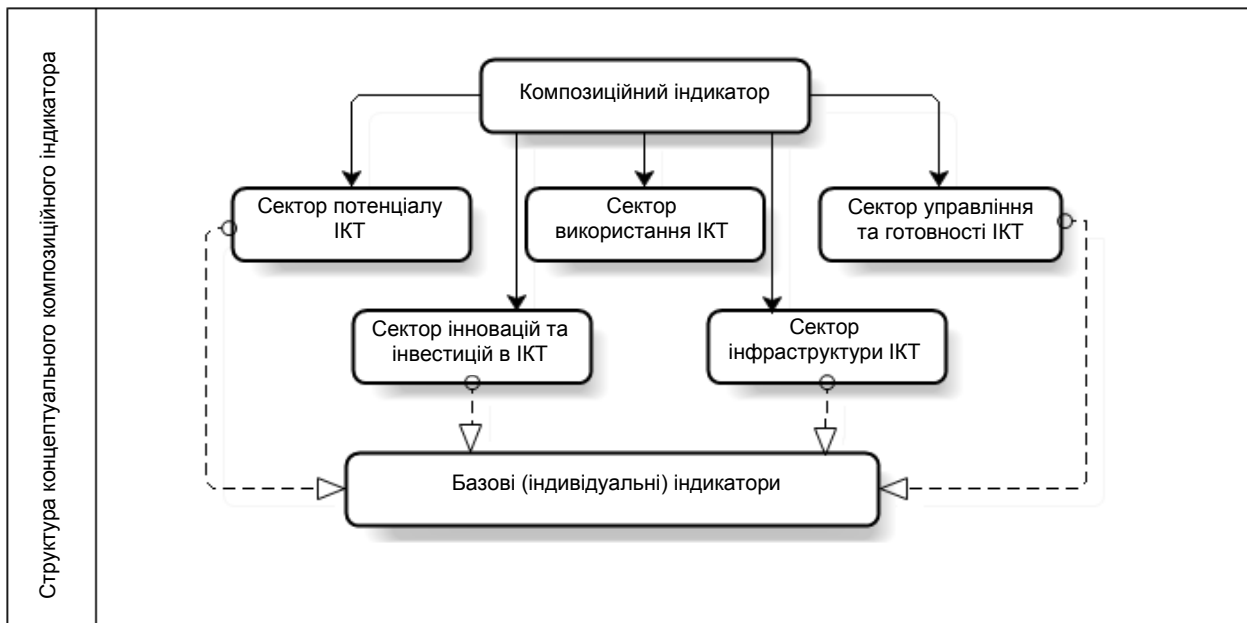 Структура концептуального композиційного індикатора
Композиційний індикатор
Сектор потенціалу
ІКТ
Сектор
використання ІКТ
Сектор управління
та готовності ІКТ
Сектор інновацій та
інвестицій в ІКТ
Сектор
інфраструктури ІКТ
Базові (індивідуальні) індикатори